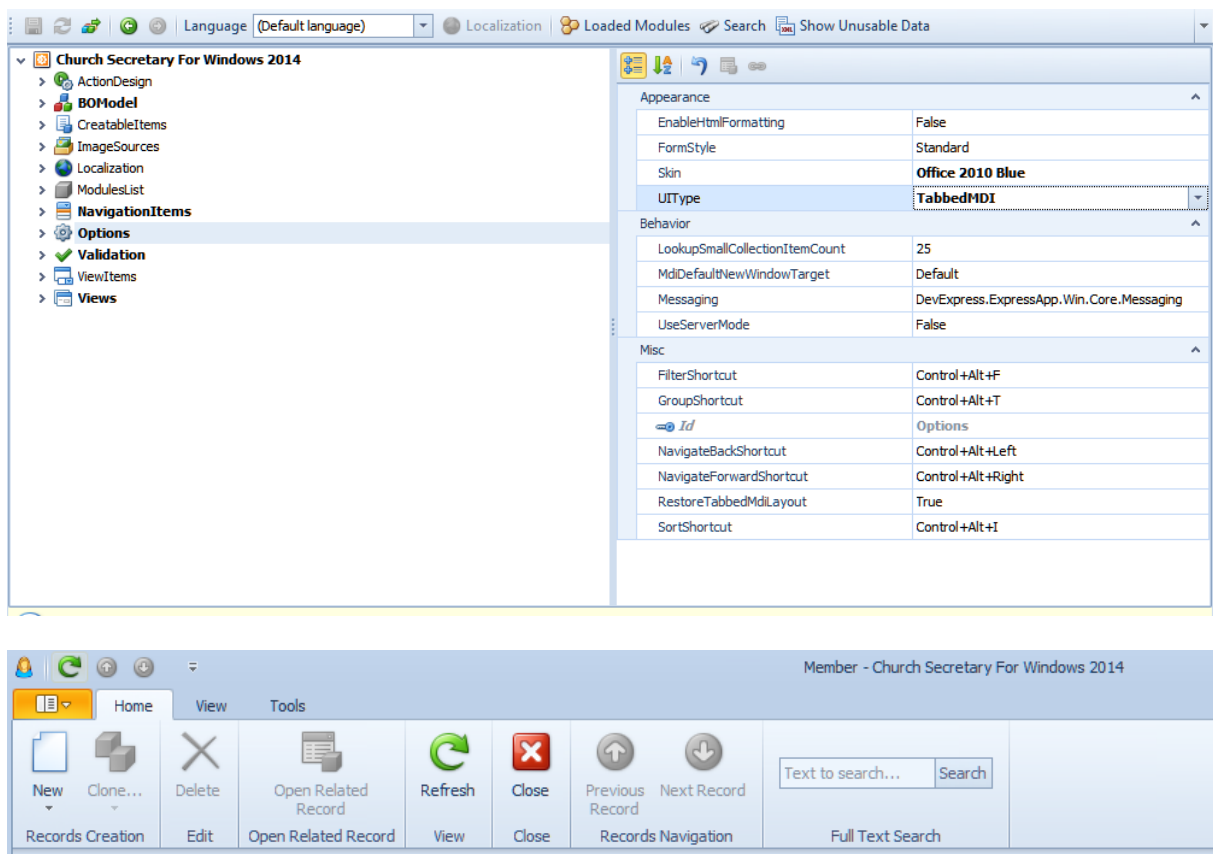 Language (Default language) Localization Loaded Modules Search Show Unusable Data
Church Secretary For Windows 2014
ActionDesign
BOModel
CreatableItems
ImageSources
Localization
ModulesList
NavigationItems
Options
Validation
ViewItems
Views
Appearance
EnableHtmlFormatting False
FormStyle Standard
Skin Office 2010 Blue
UIType TabbedMDI
Behavior
LookupSmallCollectionItemCount 25
MdiDefaultNewWindowTarget Default
Messaging DevExpress.ExpressApp.Win.Core.Messaging
UseServerMode False
Misc
FilterShortcut Control+Alt+F
GroupShortcut Control+Alt+T
Id Options
NavigateBackShortcut Control+Alt+Left
NavigateForwardShortcut Control+Alt+Right
RestoreTabbedMdiLayout True
SortShortcut Control+Alt+I
Member - Church Secretary For Windows 2014
Home View Tools
New Clone... Delete Open Related Record Refresh Close Previous Record Next Record Text to search... Search
Records Creation Edit Open Related Record View Close Records Navigation Full Text Search